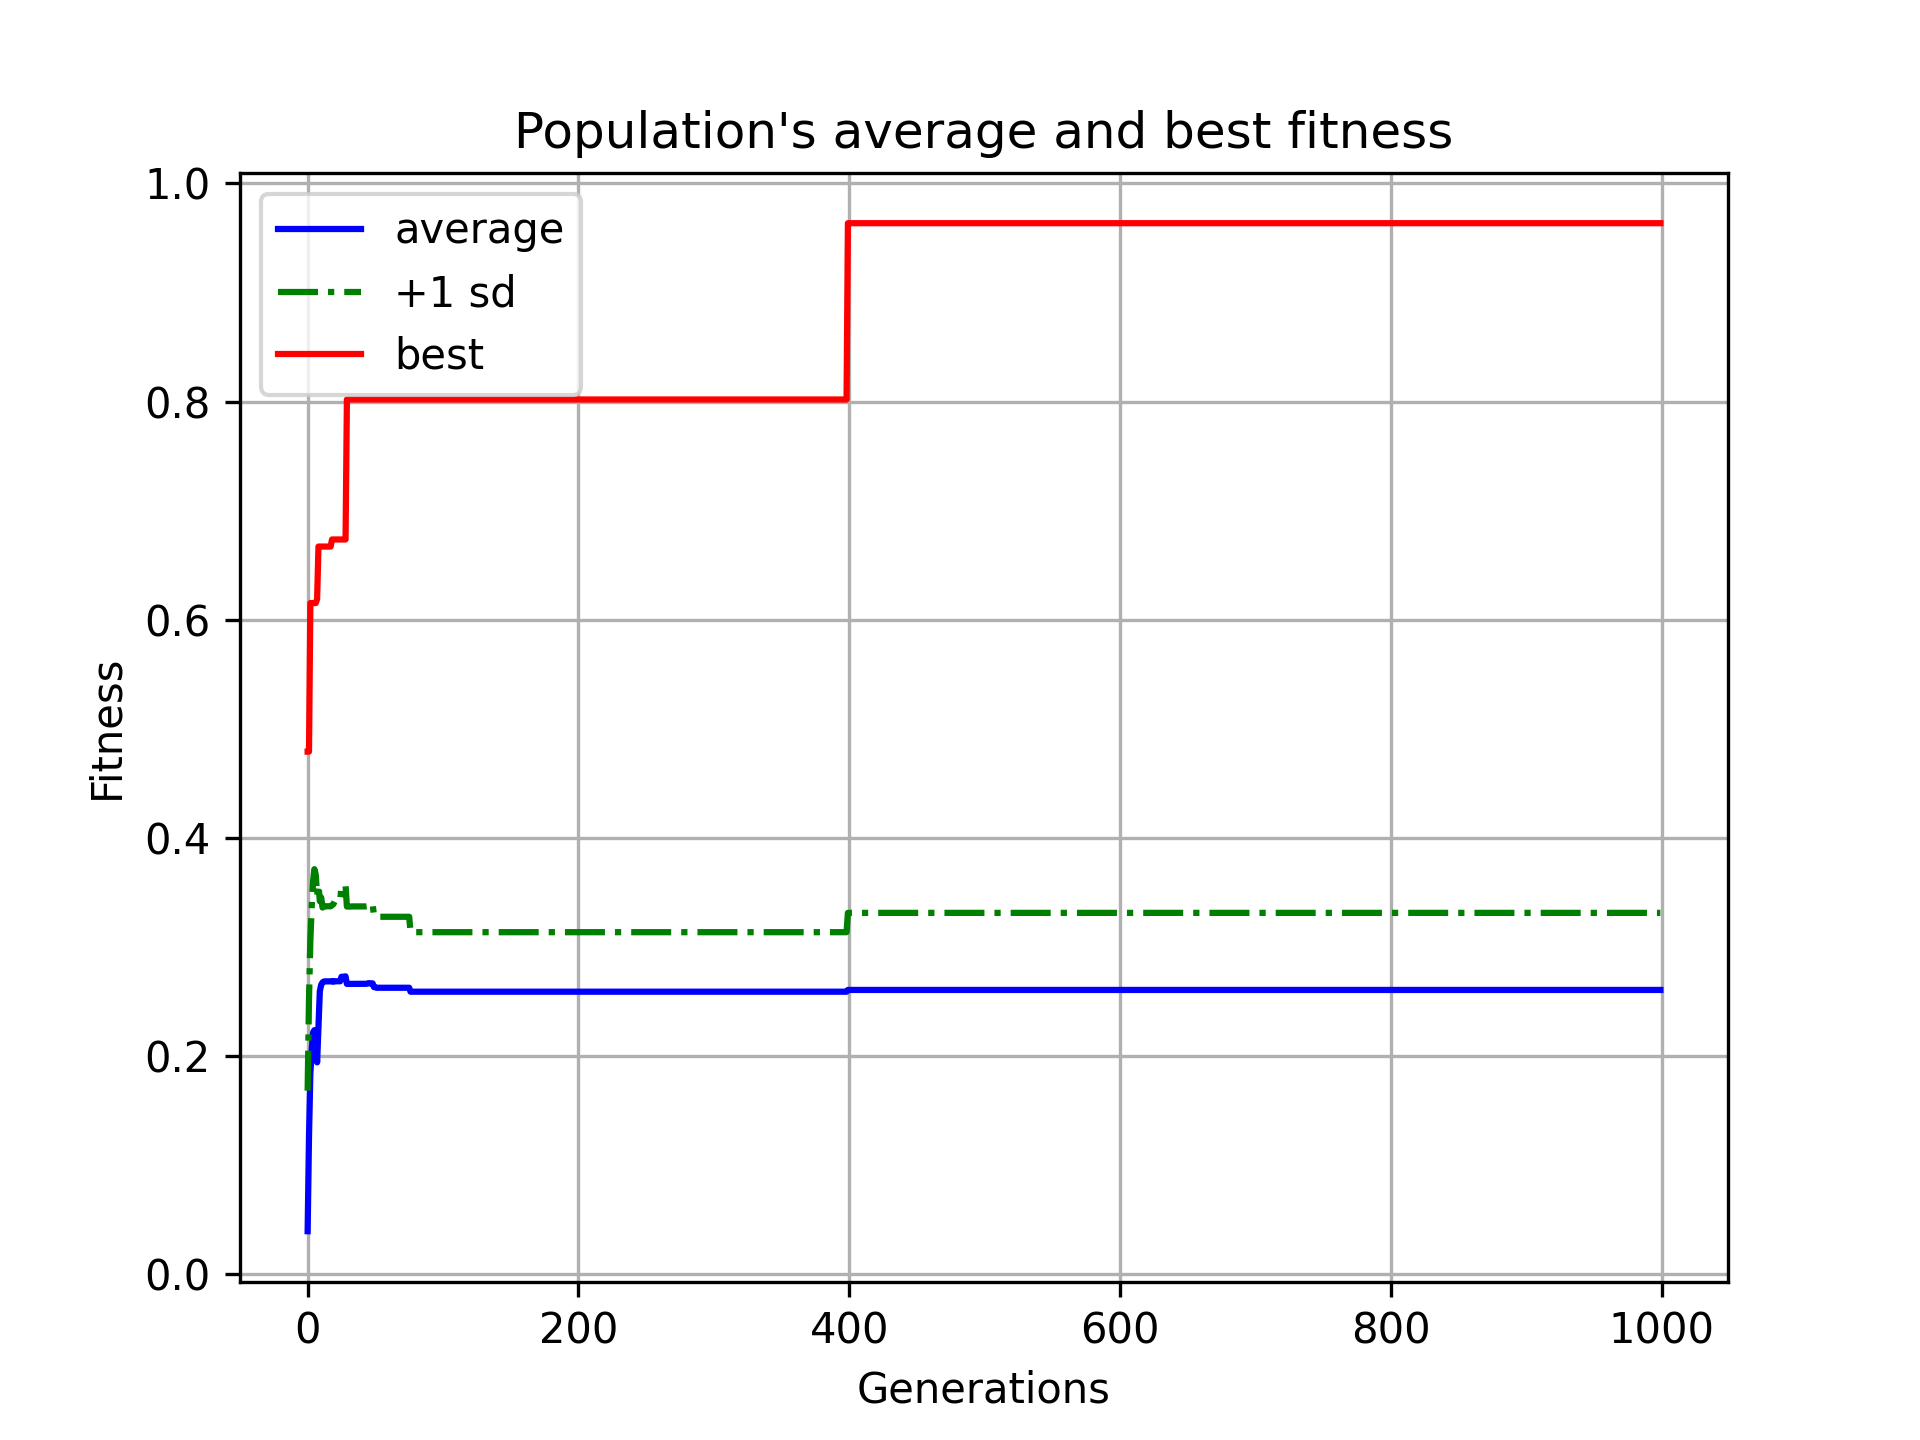 Population's average and best fitness
average
+1 sd
best
1.0
0.8
0.6
0.4
0.2
0.0
Fitness
0 200 400 600 800 1000
Generations